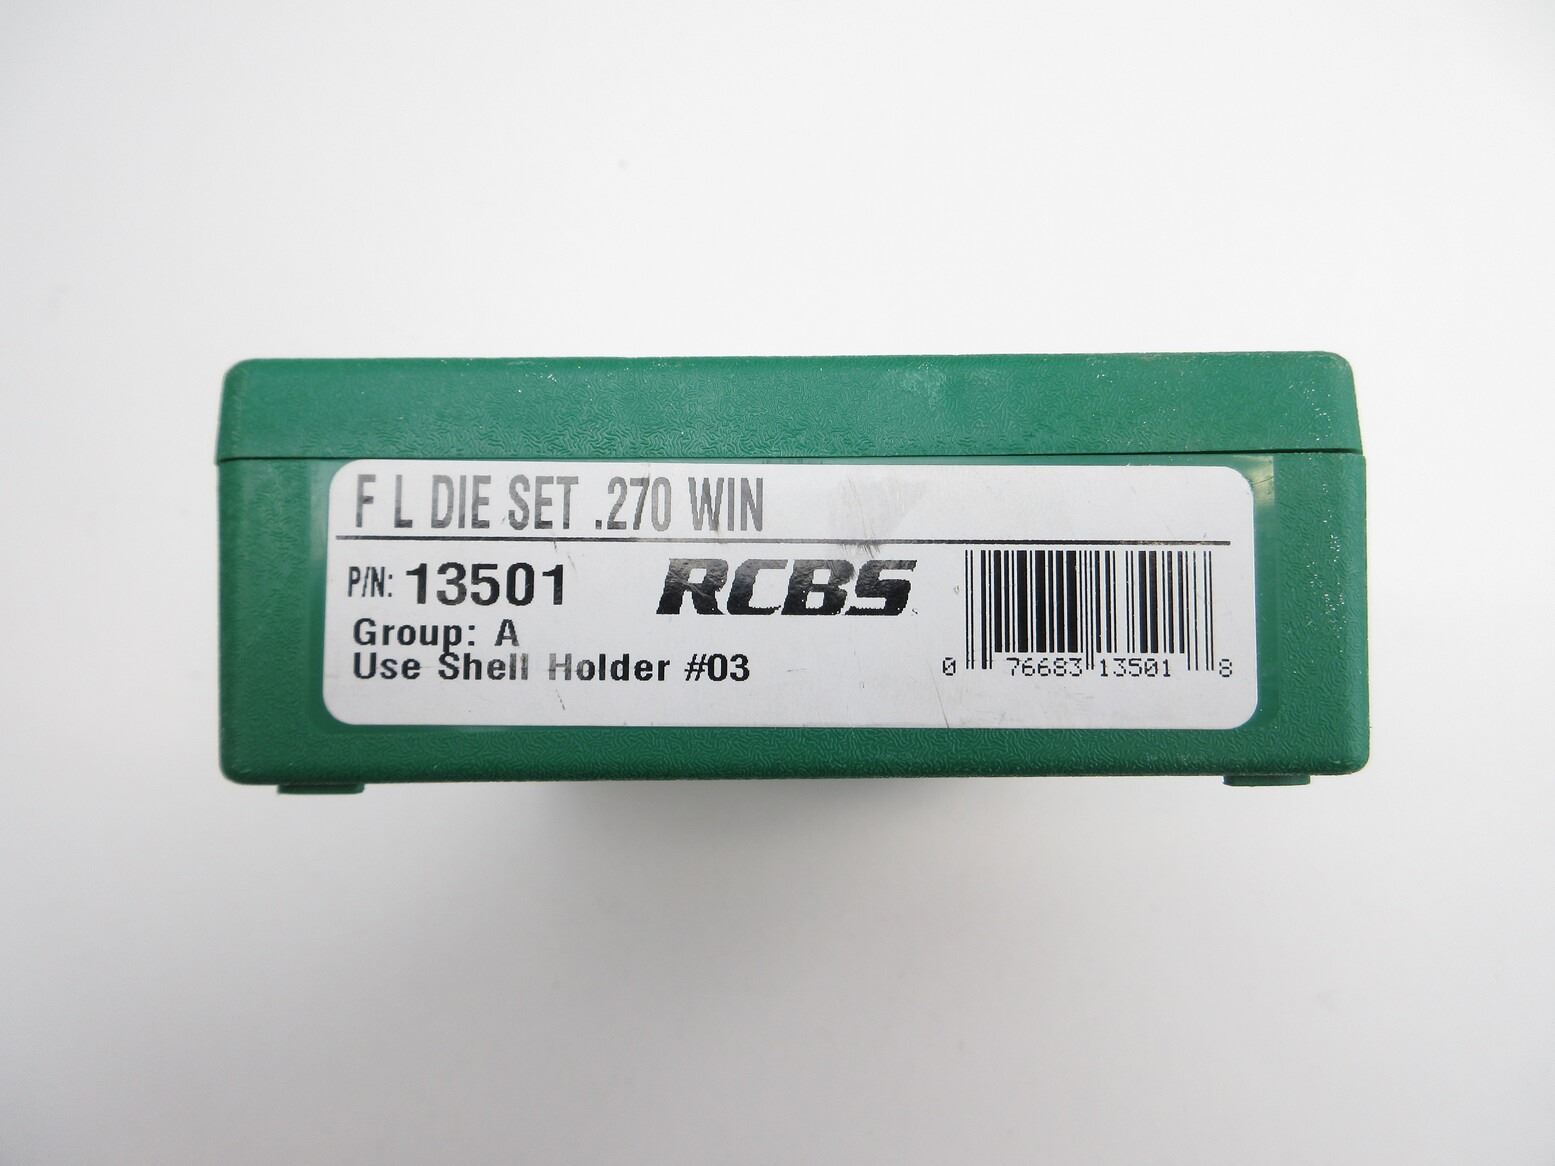 F L DIE SET .270 WIN
P/N: 13501
RCBS
Group: A
Use Shell Holder #03
0 76683 13501 8